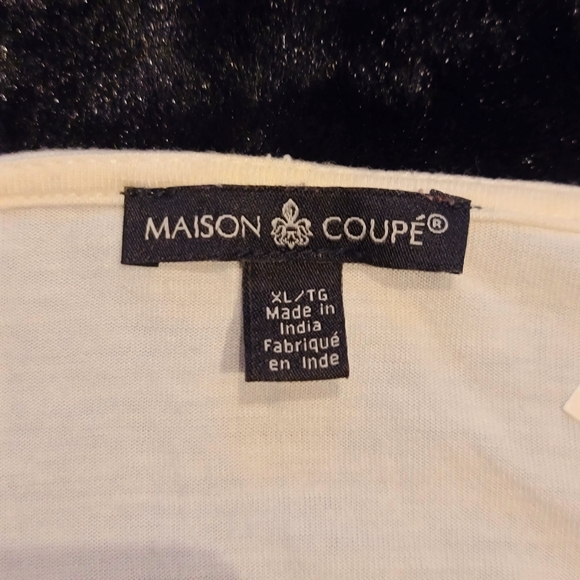 MAISON COUPÉ®
XL/TG
Made in
India
Fabriqué
en Inde